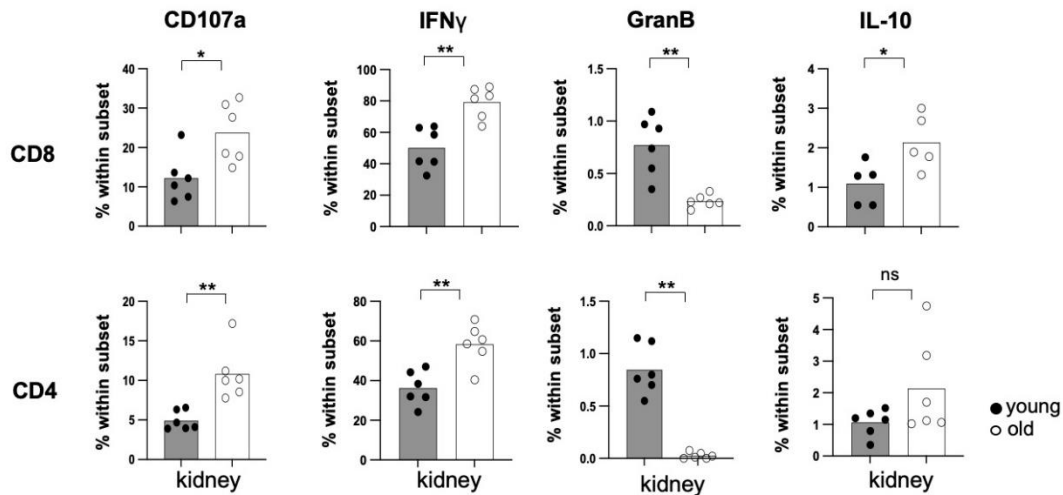 CD107a
IFNγ
GranB
IL-10
CD8
% within subset
40
30
20
10
0
*
% within subset
100
80
60
40
20
0
**
% within subset
1.5
1.0
0.5
0.0
**
% within subset
4
3
2
1
0
*
CD4
% within subset
20
15
10
5
0
**
kidney
% within subset
80
60
40
20
0
**
kidney
% within subset
1.5
1.0
0.5
0.0
**
kidney
% within subset
5
4
3
2
1
0
ns
kidney
young
old